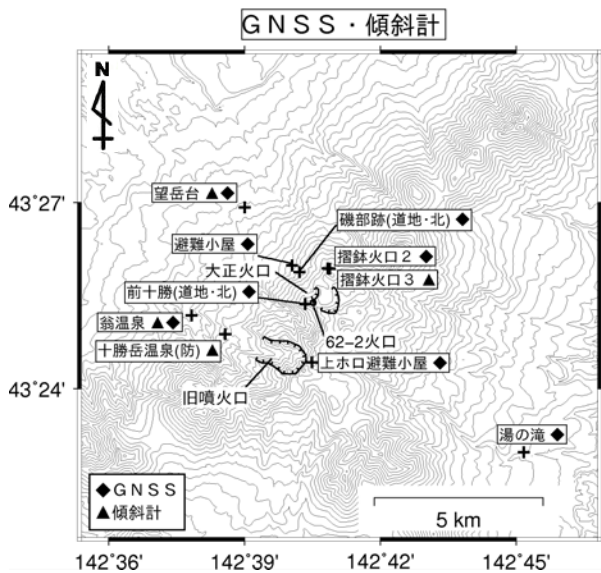 ＧＮＳＳ・傾斜計
N
43˚27'
望岳台 ▲◆
磯部跡(道地・北) ◆
避難小屋 ◆
摺鉢火口２ ◆
大正火口
摺鉢火口３ ▲
前十勝(道地・北) ◆
翁温泉 ▲◆
62−2火口
十勝岳温泉(防) ▲
上ホロ避難小屋 ◆
43˚24'
旧噴火口
湯の滝 ◆
◆ＧＮＳＳ
▲傾斜計
5 km
142˚36' 142˚39' 142˚42' 142˚45'